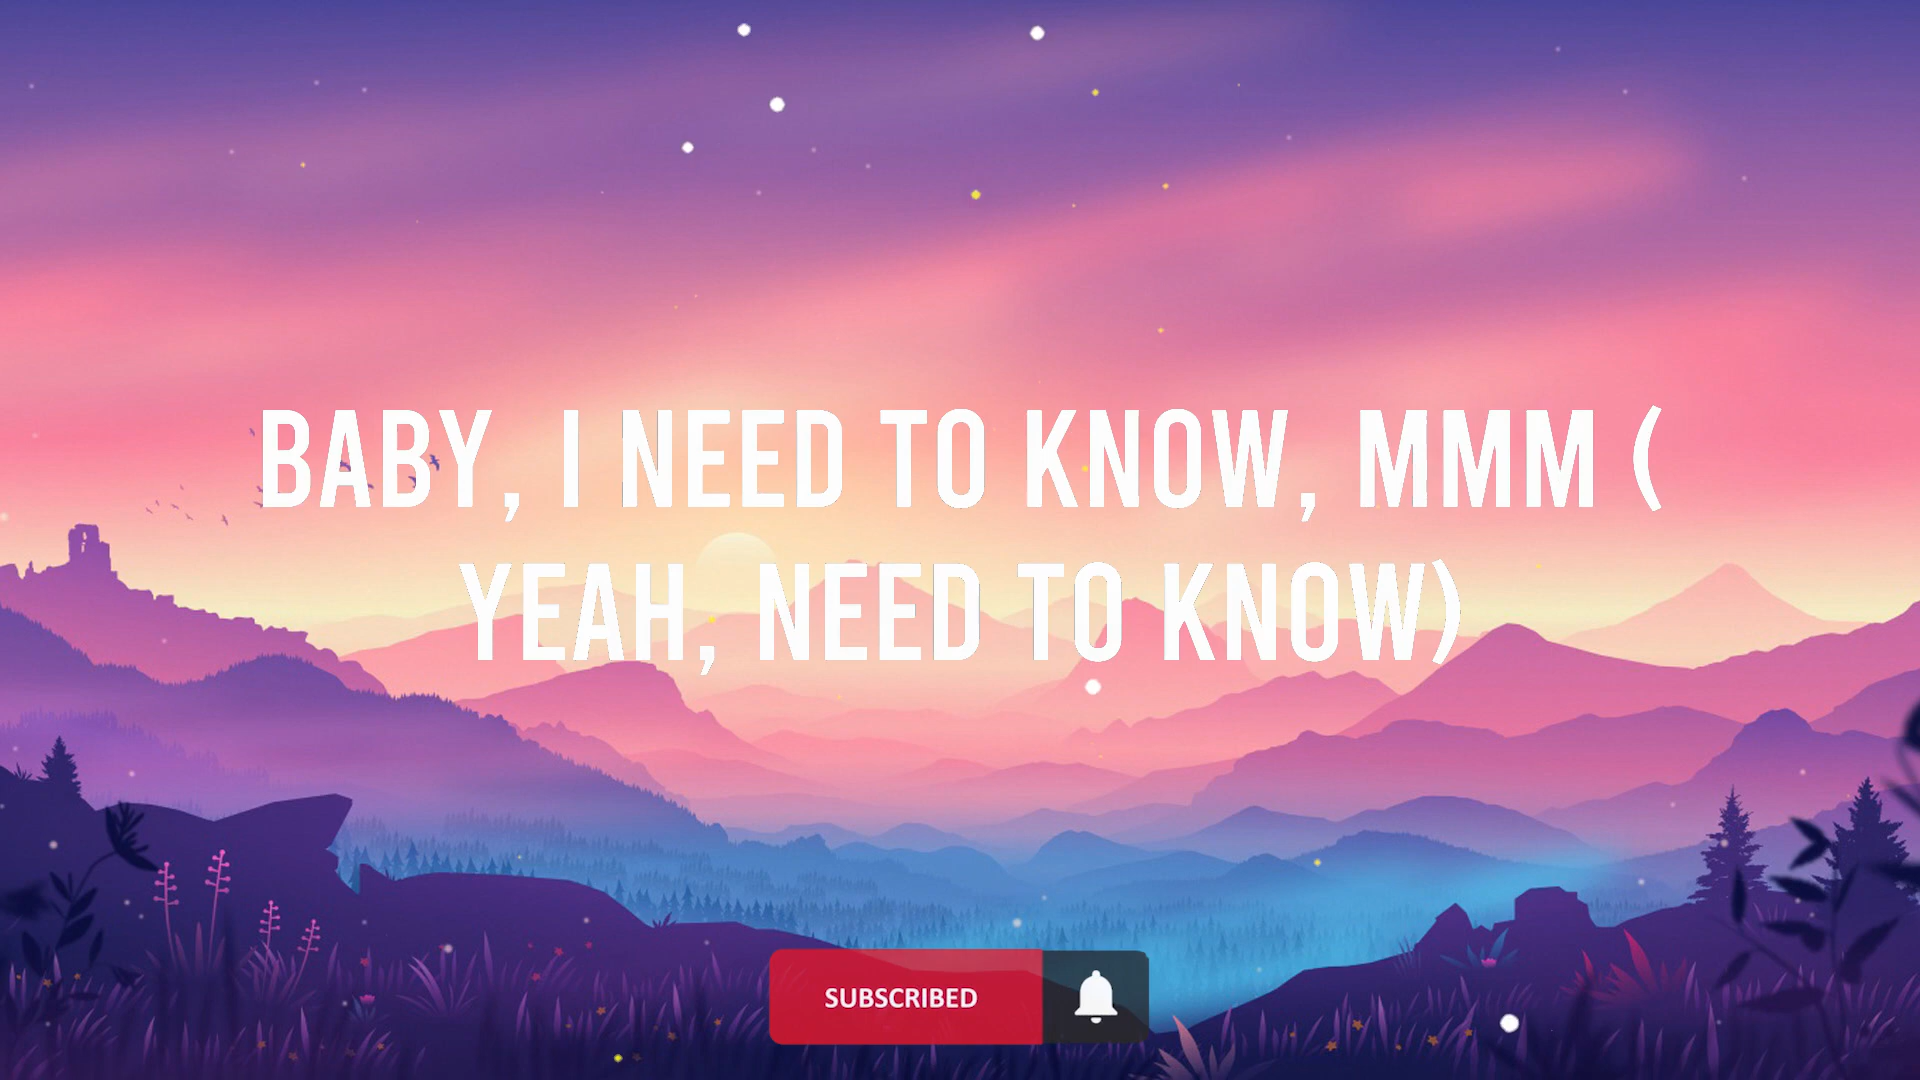 BABY, I NEED TO KNOW, MMM (
YEAH, NEED TO KNOW)
SUBSCRIBED